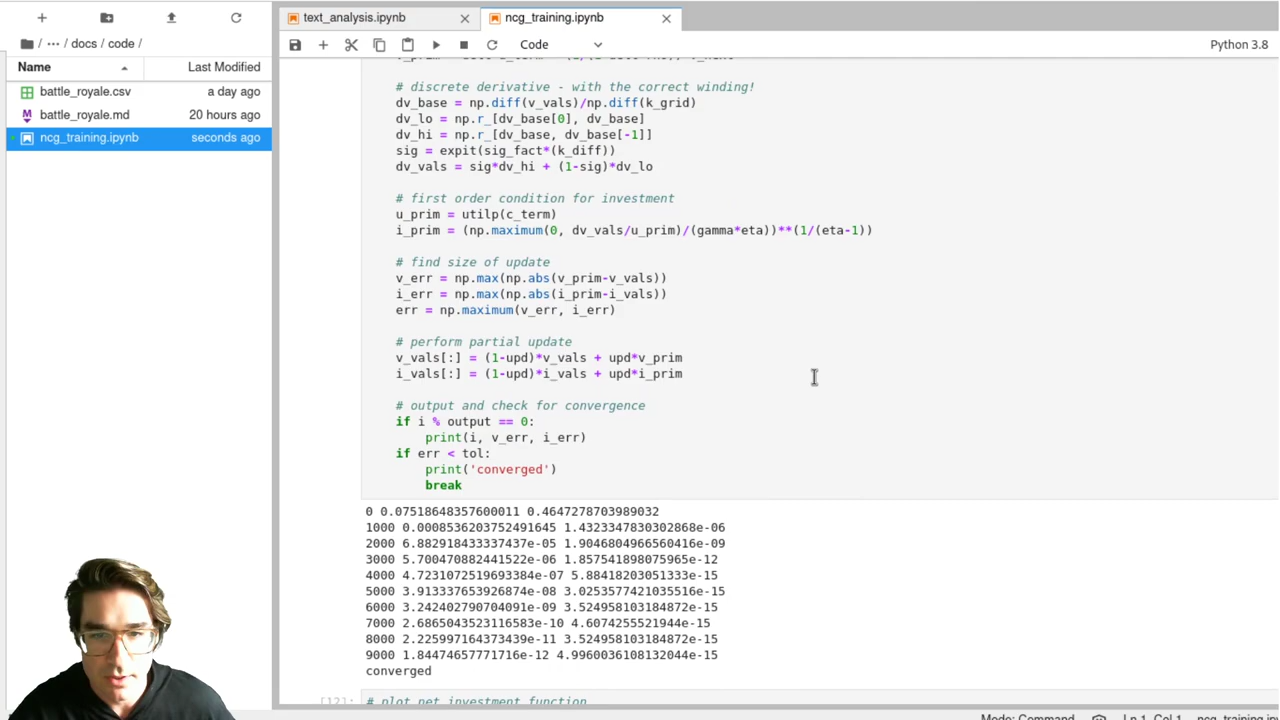 / ··· / docs / code /
Name Last Modified
battle_royale.csv a day ago
battle_royale.md 20 hours ago
ncg_training.ipynb seconds ago
text_analysis.ipynb
ncg_training.ipynb
Code
Python 3.8
# discrete derivative - with the correct winding!
dv_base = np.diff(v_vals)/np.diff(k_grid)
dv_lo = np.r_[dv_base[0], dv_base]
dv_hi = np.r_[dv_base, dv_base[-1]]
sig = expit(sig_fact*(k_diff))
dv_vals = sig*dv_hi + (1-sig)*dv_lo
# first order condition for investment
u_prim = utilp(c_term)
i_prim = (np.maximum(0, dv_vals/u_prim)/(gamma*eta))**(1/(eta-1))
# find size of update
v_err = np.max(np.abs(v_prim-v_vals))
i_err = np.max(np.abs(i_prim-i_vals))
err = np.maximum(v_err, i_err)
# perform partial update
v_vals[:] = (1-upd)*v_vals + upd*v_prim
i_vals[:] = (1-upd)*i_vals + upd*i_prim
# output and check for convergence
if i % output == 0:
print(i, v_err, i_err)
if err < tol:
print('converged')
break
0 0.07518648357600011 0.4647278703989032
1000 0.0008536203752491645 1.4323347830302868e-06
2000 6.882918433337437e-05 1.9046804966560416e-09
3000 5.700470882441522e-06 1.857541898075965e-12
4000 4.7231072519693384e-07 5.88418203051333e-15
5000 3.913337653926874e-08 3.0253577421035516e-15
6000 3.242402790704091e-09 3.524958103184872e-15
7000 2.6865043523116583e-10 4.6074255521944e-15
8000 2.225997164373439e-11 3.524958103184872e-15
9000 1.84474657771716e-12 4.9960036108132044e-15
converged
[12]: # plot net investment function
Mode: Command Ln 1, Col 1 ncg_training.ip